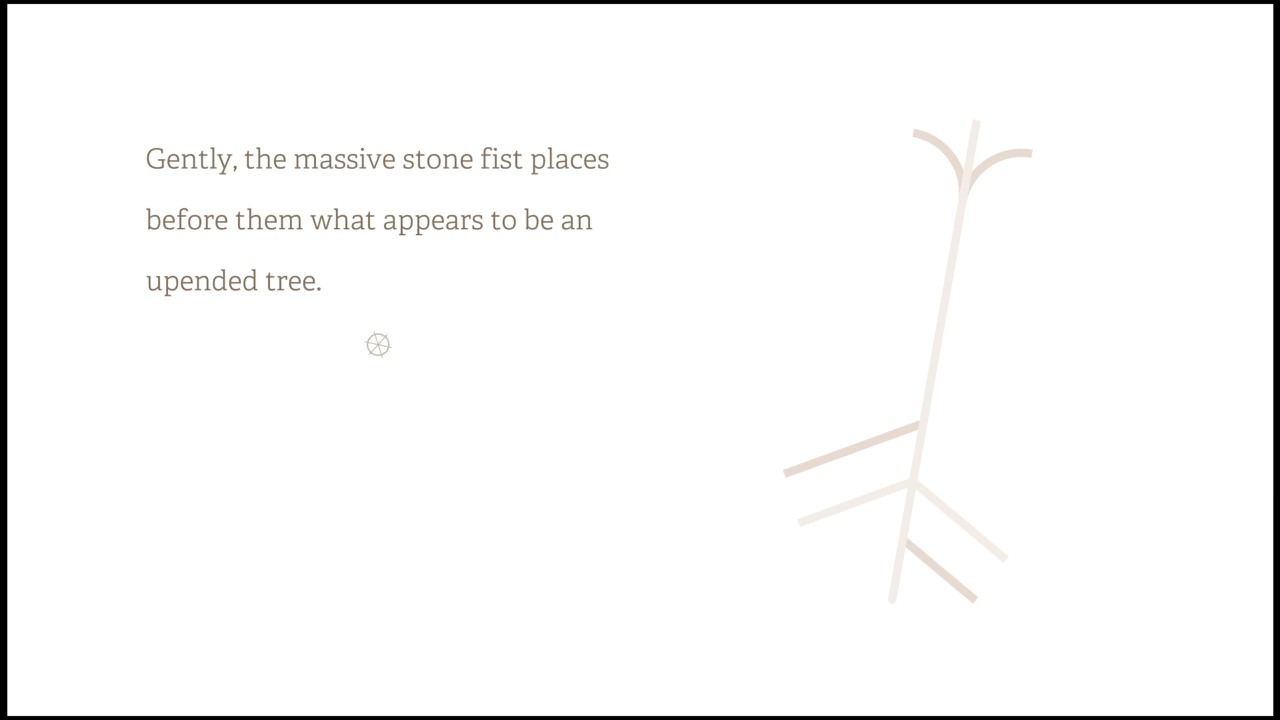 Gently, the massive stone fist places
before them what appears to be an
upended tree.